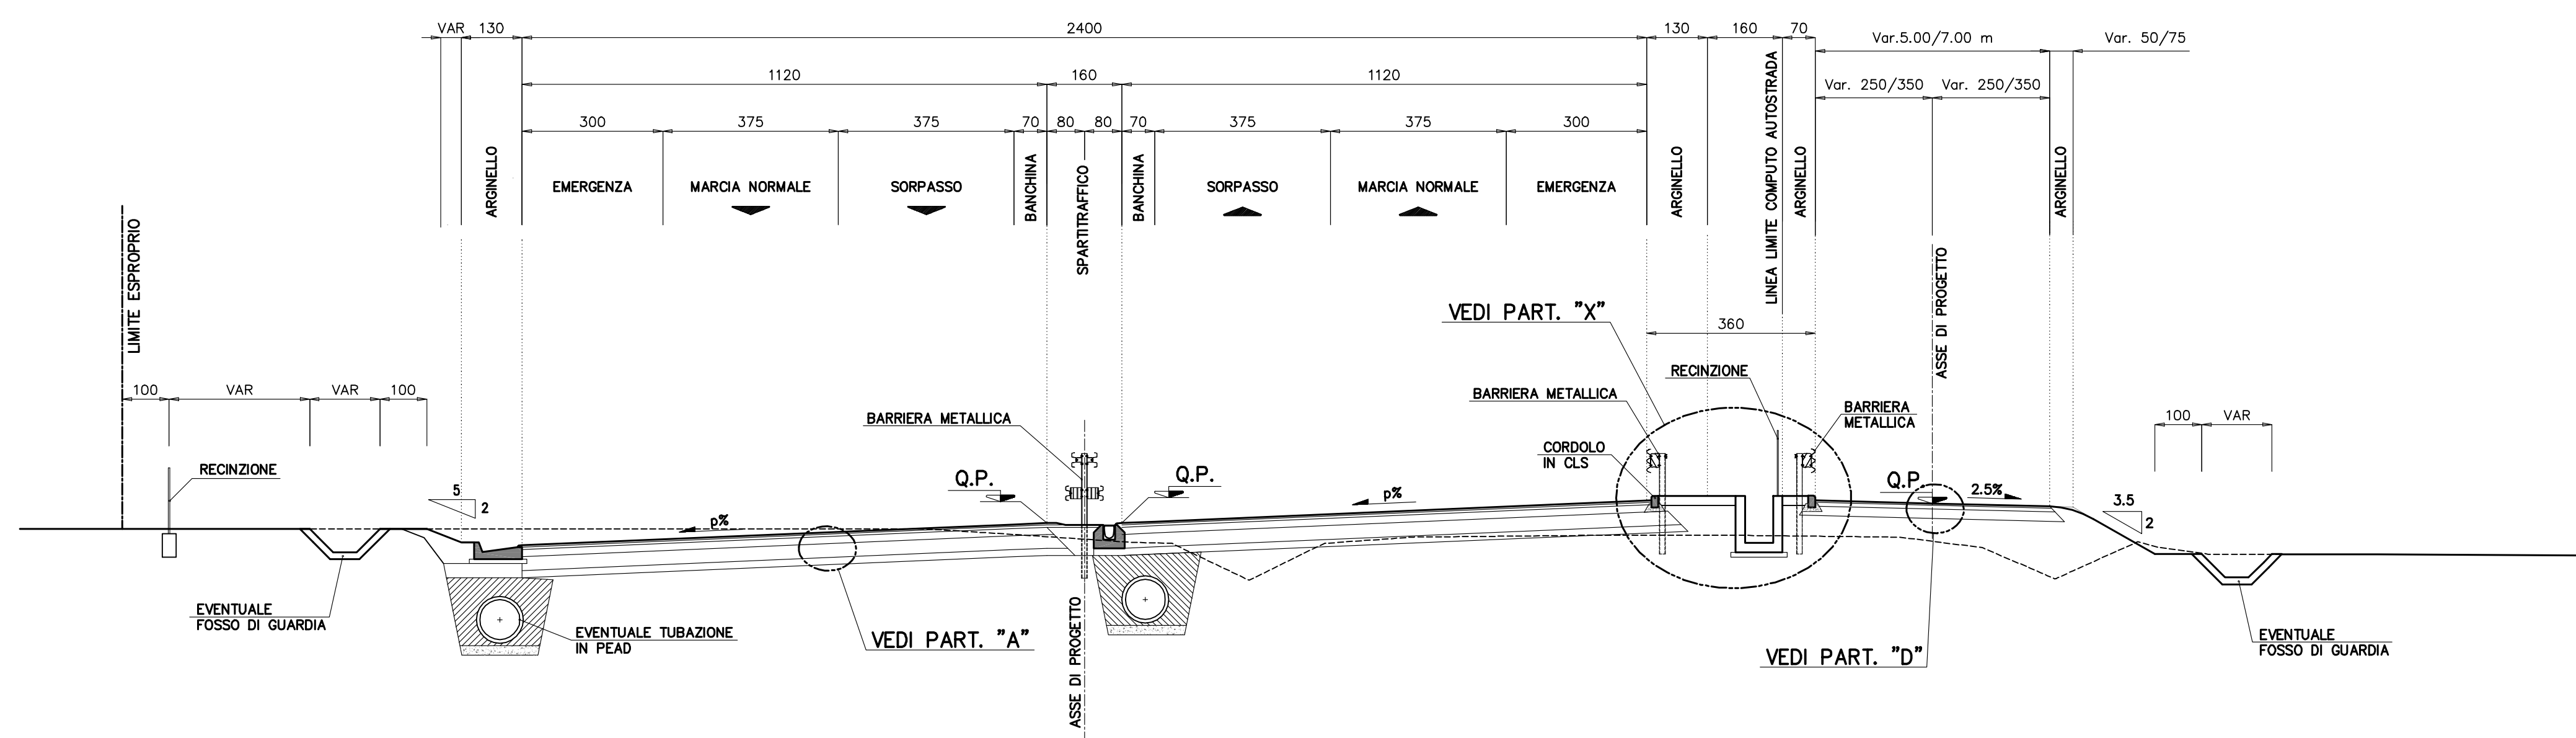 VAR 130 2400 130 160 70 Var.5.00/7.00 m Var. 50/75
1120 160 1120 Var. 250/350 Var. 250/350
300 375 375 70 80 80 70 375 375 300
ARGINELLO
EMERGENZA
MARCIA NORMALE
SORPASSO
BANCHINA
SPARTITRAFFICO
BANCHINA
SORPASSO
MARCIA NORMALE
EMERGENZA
ARGINELLO
LINEA LIMITE COMPUTO AUTOSTRADA
ARGINELLO
ARGINELLO
LIMITE ESPROPRIO
ASSE DI PROGETTO
VEDI PART. "X"
360
RECINZIONE
100 VAR VAR 100
BARRIERA METALLICA
BARRIERA METALLICA
BARRIERA
METALLICA
100 VAR
CORDOLO
IN CLS
RECINZIONE
5
2
Q.P.
Q.P.
Q.P.
p%
p%
2.5%
3.5
2
EVENTUALE
FOSSO DI GUARDIA
EVENTUALE TUBAZIONE
IN PEAD
VEDI PART. "A"
ASSE DI PROGETTO
VEDI PART. "D"
EVENTUALE
FOSSO DI GUARDIA